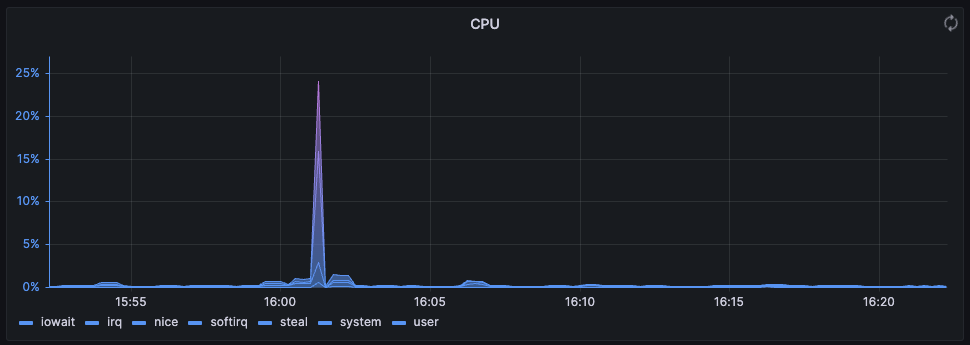 CPU
25%
20%
15%
10%
5%
0%
15:55 16:00 16:05 16:10 16:15 16:20
iowait irq nice softirq steal system user